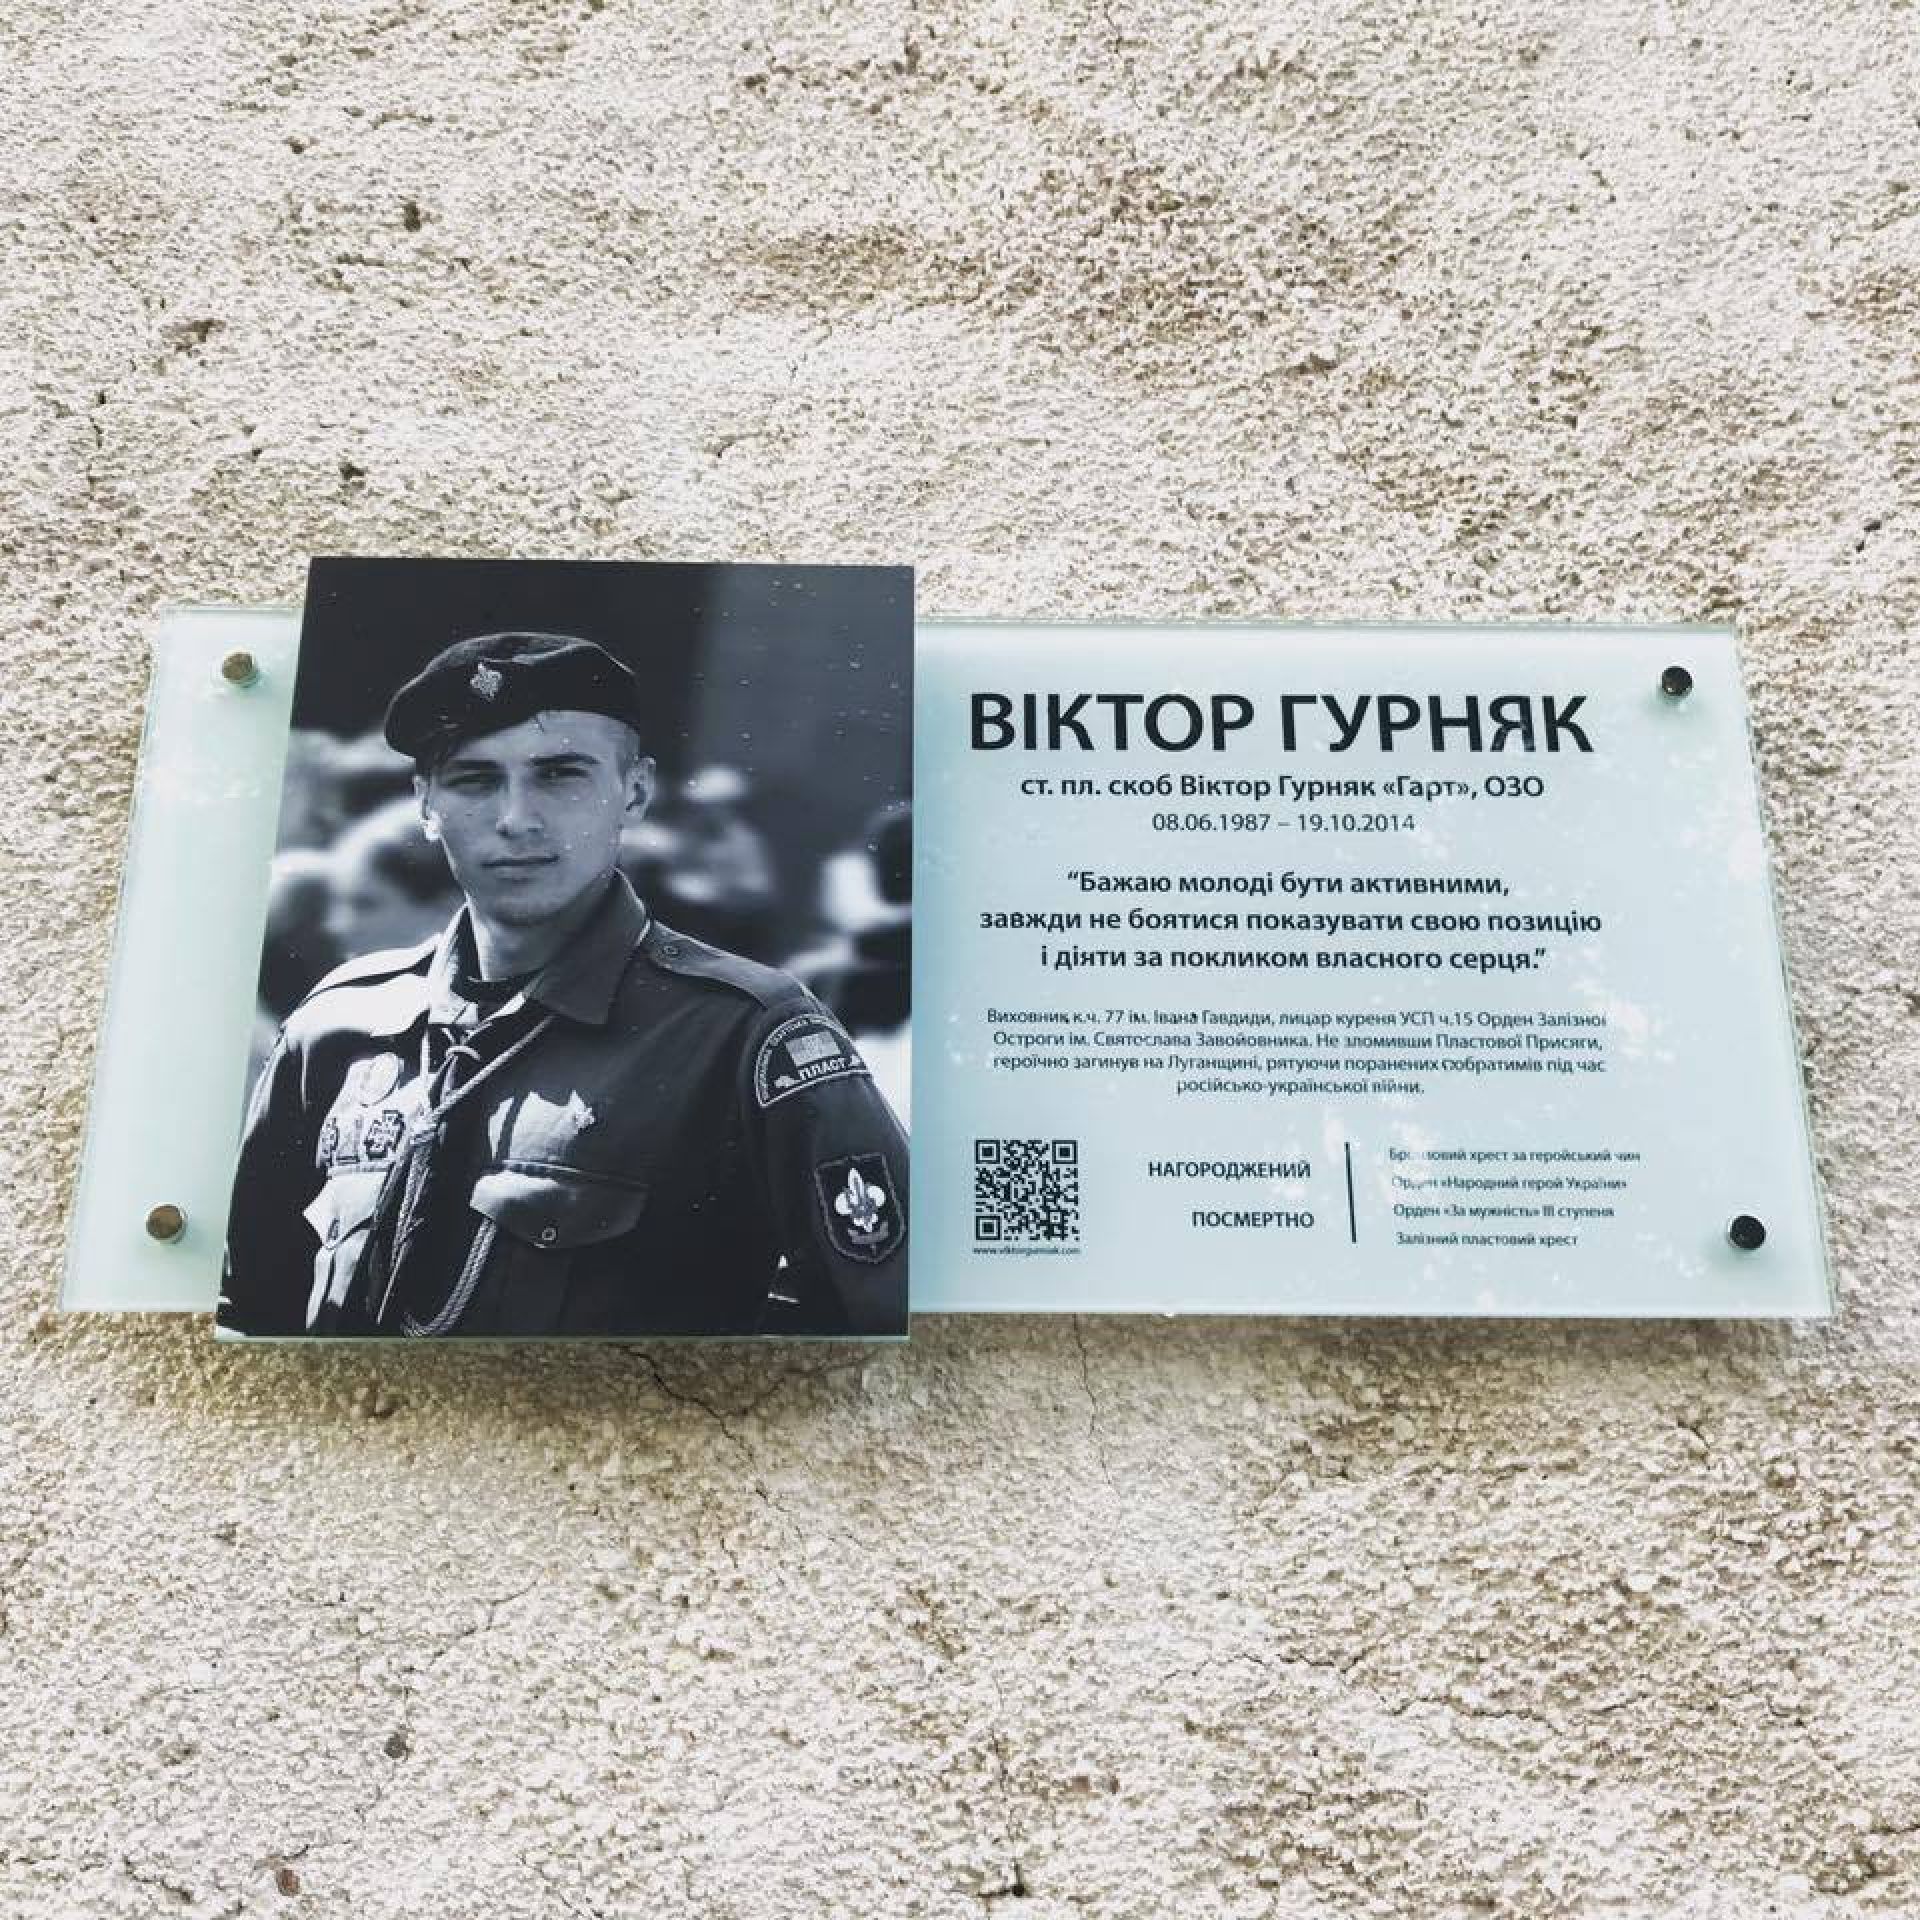 ВІКТОР ГУРНЯК
ст. пл. скоб Віктор Гурняк «Гарт», ОЗО
08.06.1987 – 19.10.2014
“Бажаю молоді бути активними,
завжди не боятися показувати свою позицію
і діяти за покликом власного серця.”
Виховник к.ч. 77 ім. Івана Гавдиди, лицар куреня УСП ч.15 Орден Залізної
Остроги ім. Святослава Завойовника. Не зломивши Пластової Присяги,
героїчно загинув на Луганщині, рятуючи поранених побратимів під час
російсько-української війни.
www.viktorgurniak.com
НАГОРОДЖЕНИЙ
ПОСМЕРТНО
Бронзовий хрест за геройський чин
Орден «Народний герой України»
Орден «За мужність» III ступеня
Залізний пластовий хрест
ПЛАСТ